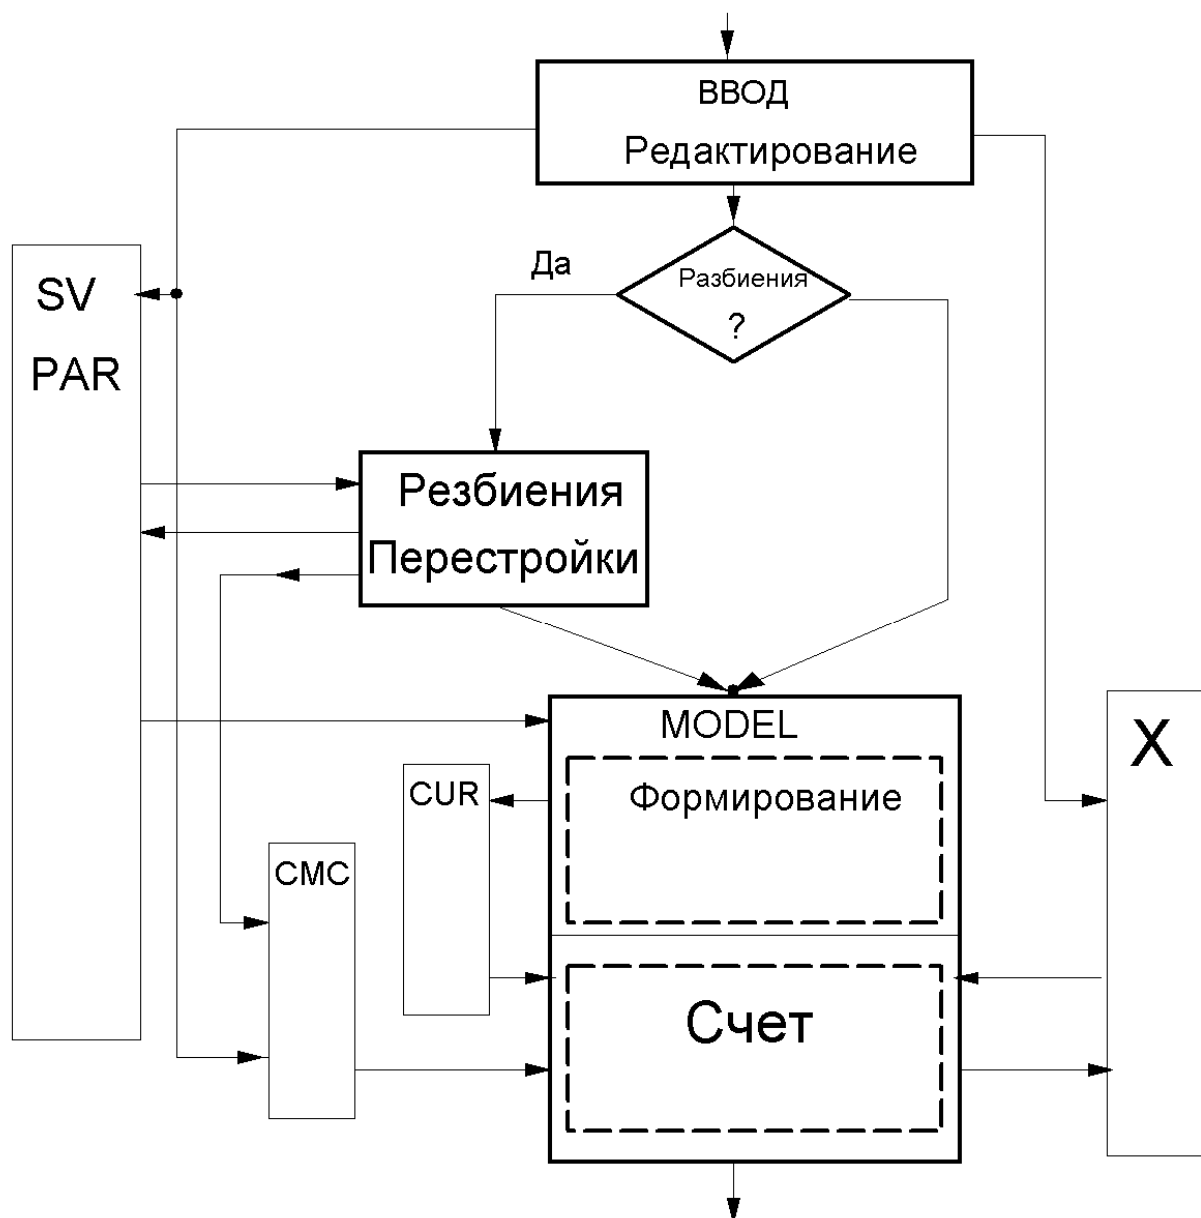 ВВОД
Редактирование
Да
Разбиения
?
SV
PAR
Резбиения
Перестройки
MODEL
X
CUR
Формирование
CMC
Счет